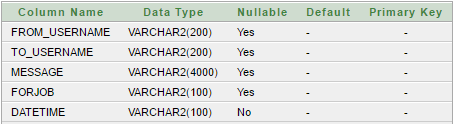 Column Name Data Type Nullable Default Primary Key
FROM_USERNAME VARCHAR2(200) Yes - -
TO_USERNAME VARCHAR2(200) Yes - -
MESSAGE VARCHAR2(4000) Yes - -
FORJOB VARCHAR2(100) Yes - -
DATETIME VARCHAR2(100) No - -